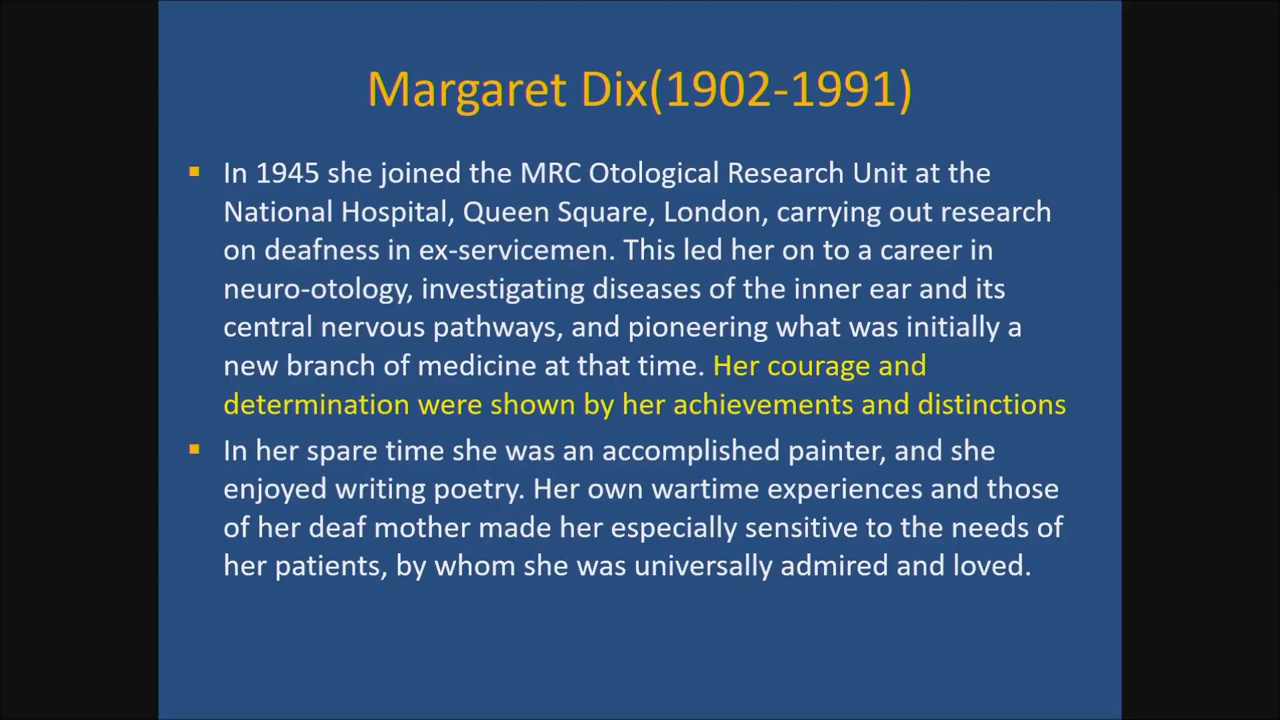 Margaret Dix(1902-1991)
In 1945 she joined the MRC Otological Research Unit at the
National Hospital, Queen Square, London, carrying out research
on deafness in ex-servicemen. This led her on to a career in
neuro-otology, investigating diseases of the inner ear and its
central nervous pathways, and pioneering what was initially a
new branch of medicine at that time. Her courage and
determination were shown by her achievements and distinctions
In her spare time she was an accomplished painter, and she
enjoyed writing poetry. Her own wartime experiences and those
of her deaf mother made her especially sensitive to the needs of
her patients, by whom she was universally admired and loved.